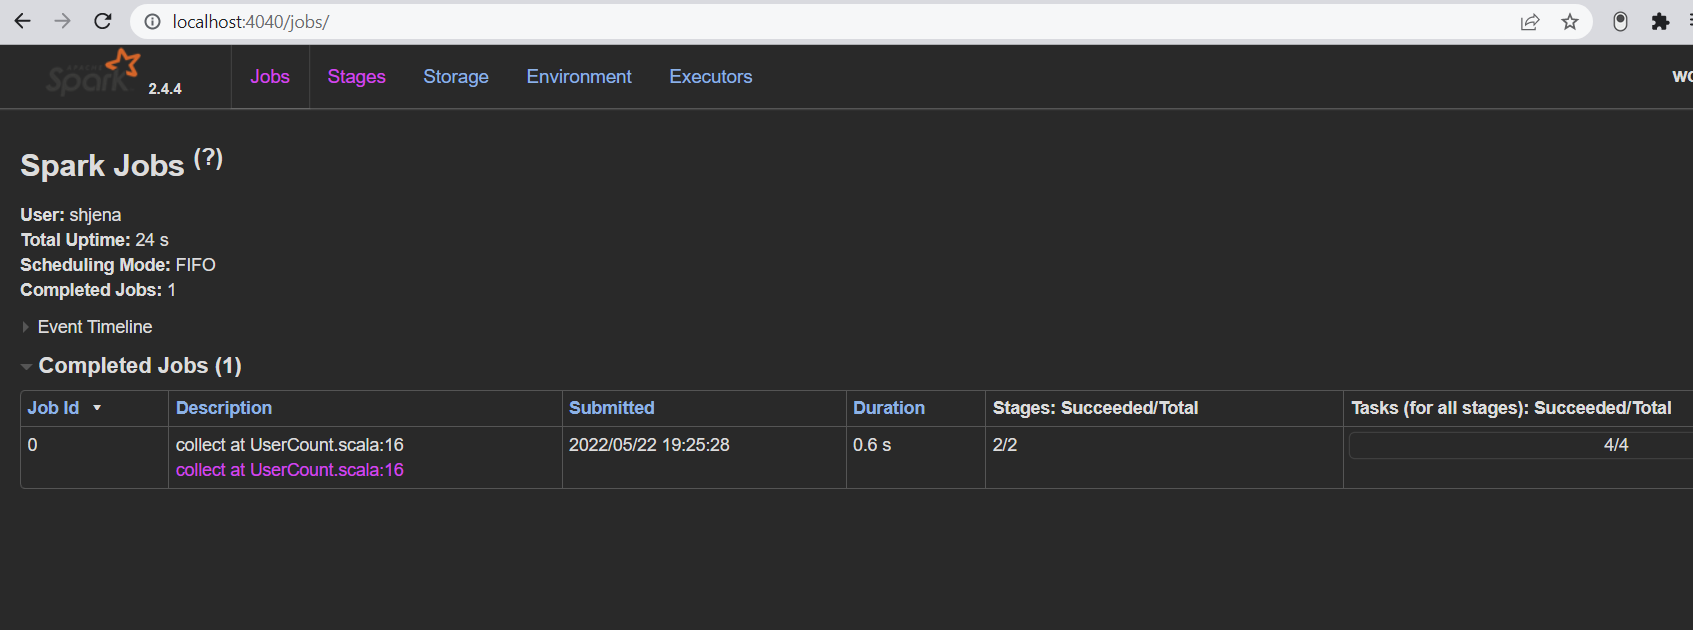 localhost:4040/jobs/
APACHE
Spark 2.4.4 Jobs Stages Storage Environment Executors
Spark Jobs (?)
User: shjena
Total Uptime: 24 s
Scheduling Mode: FIFO
Completed Jobs: 1
Event Timeline
Completed Jobs (1)
Job Id Description Submitted Duration Stages: Succeeded/Total Tasks (for all stages): Succeeded/Total
0 collect at UserCount.scala:16 2022/05/22 19:25:28 0.6 s 2/2 4/4
collect at UserCount.scala:16